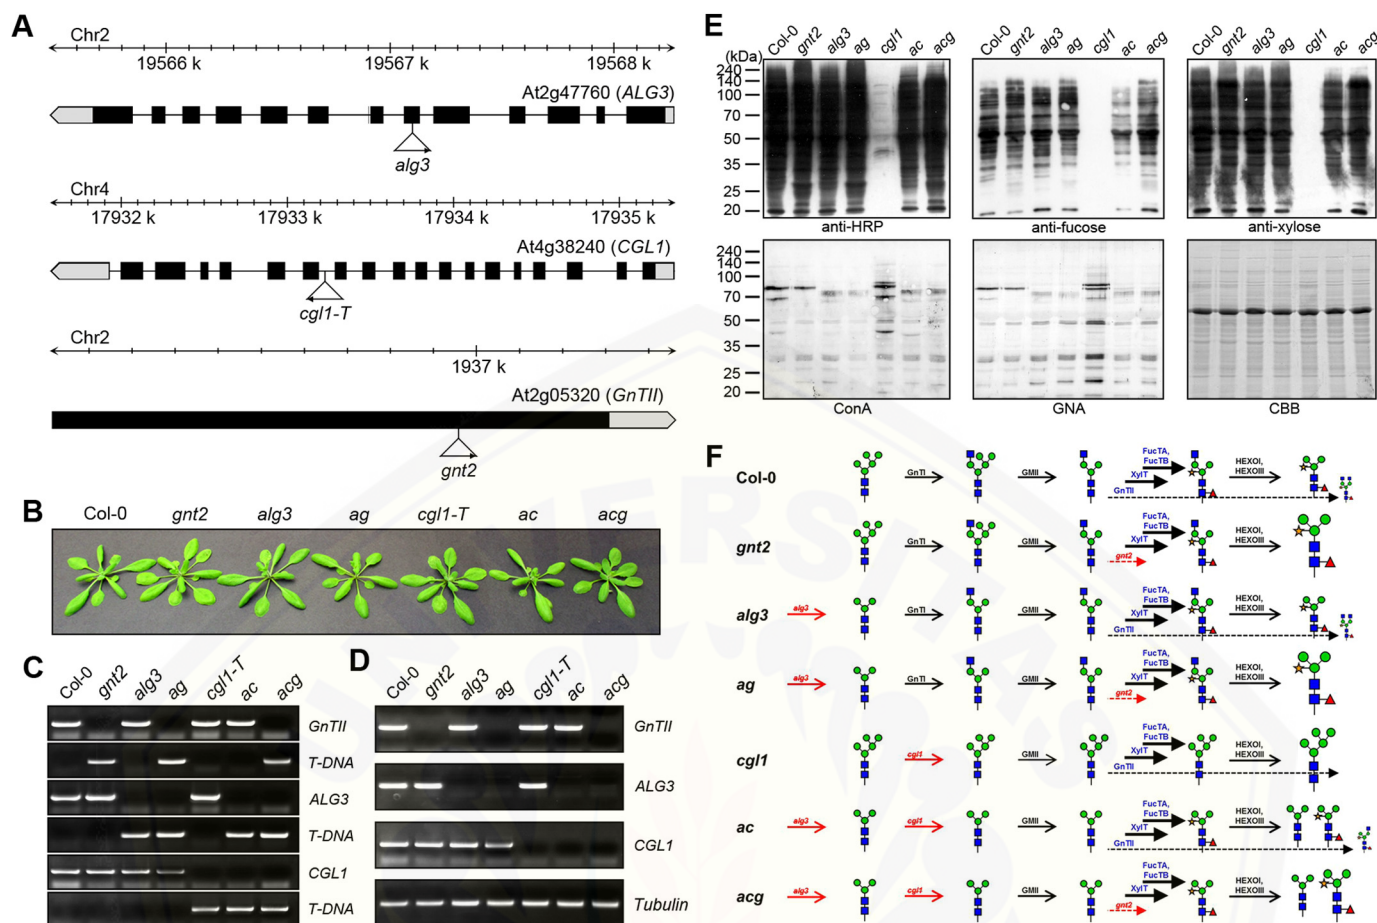 A
Chr2
19566 k 19567 k 19568 k
At2g47760 (ALG3)
alg3
Chr4
17932 k 17933 k 17934 k 17935 k
At4g38240 (CGL1)
cgl1-T
Chr2
1937 k
At2g05320 (GnTII)
gnt2
B
Col-0 gnt2 alg3 ag cgl1-T ac acg
C
Col-0 gnt2 alg3 ag cgl1-T ac acg
GnTII
T-DNA
ALG3
T-DNA
CGL1
T-DNA
D
Col-0 gnt2 alg3 ag cgl1-T ac acg
GnTII
ALG3
CGL1
Tubulin
E
Col-0 gnt2 alg3 ag cgl1 ac acg
Col-0 gnt2 alg3 ag cgl1 ac acg
Col-0 gnt2 alg3 ag cgl1 ac acg
(kDa)
240
140
100
70
50
35
25
20
anti-HRP anti-fucose anti-xylose
240
140
100
70
50
35
25
20
ConA GNA CBB
F
Col-0
GnTI GMII FucTA, FucTB XylT GnTII HEXOI, HEXOIII
gnt2
GnTI GMII FucTA, FucTB XylT gnt2 HEXOI, HEXOIII
alg3
alg3 GnTI GMII FucTA, FucTB XylT GnTII HEXOI, HEXOIII
ag
alg3 GnTI GMII FucTA, FucTB XylT gnt2 HEXOI, HEXOIII
cgl1
cgl1 GMII FucTA, FucTB XylT GnTII HEXOI, HEXOIII
ac
alg3 cgl1 GMII FucTA, FucTB XylT GnTII HEXOI, HEXOIII
acg
alg3 cgl1 GMII FucTA, FucTB XylT gnt2 HEXOI, HEXOIII